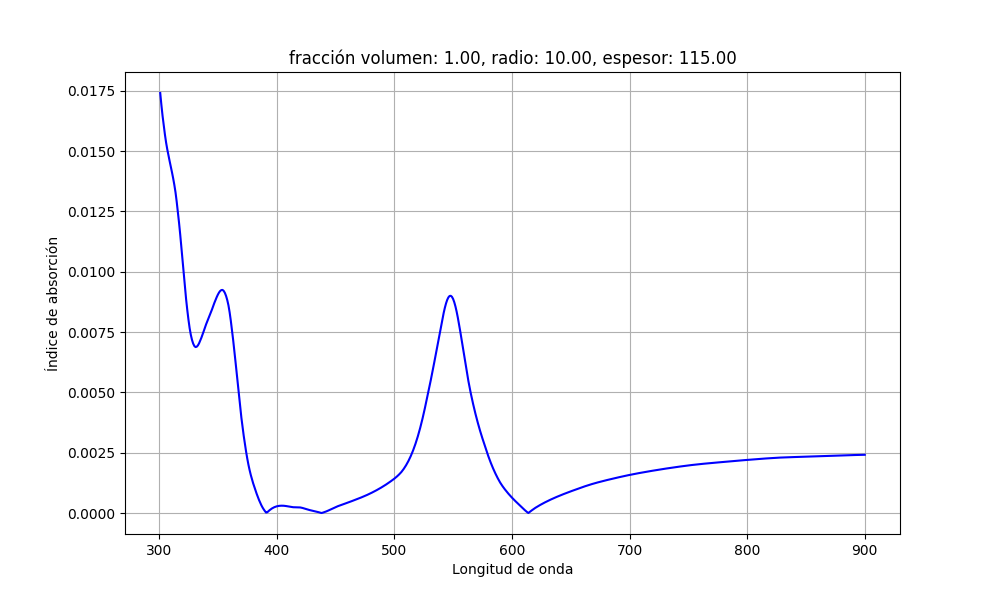 fracción volumen: 1.00, radio: 10.00, espesor: 115.00
0.0175
0.0150
0.0125
0.0100
0.0075
0.0050
0.0025
0.0000
Índice de absorción
300 400 500 600 700 800 900
Longitud de onda